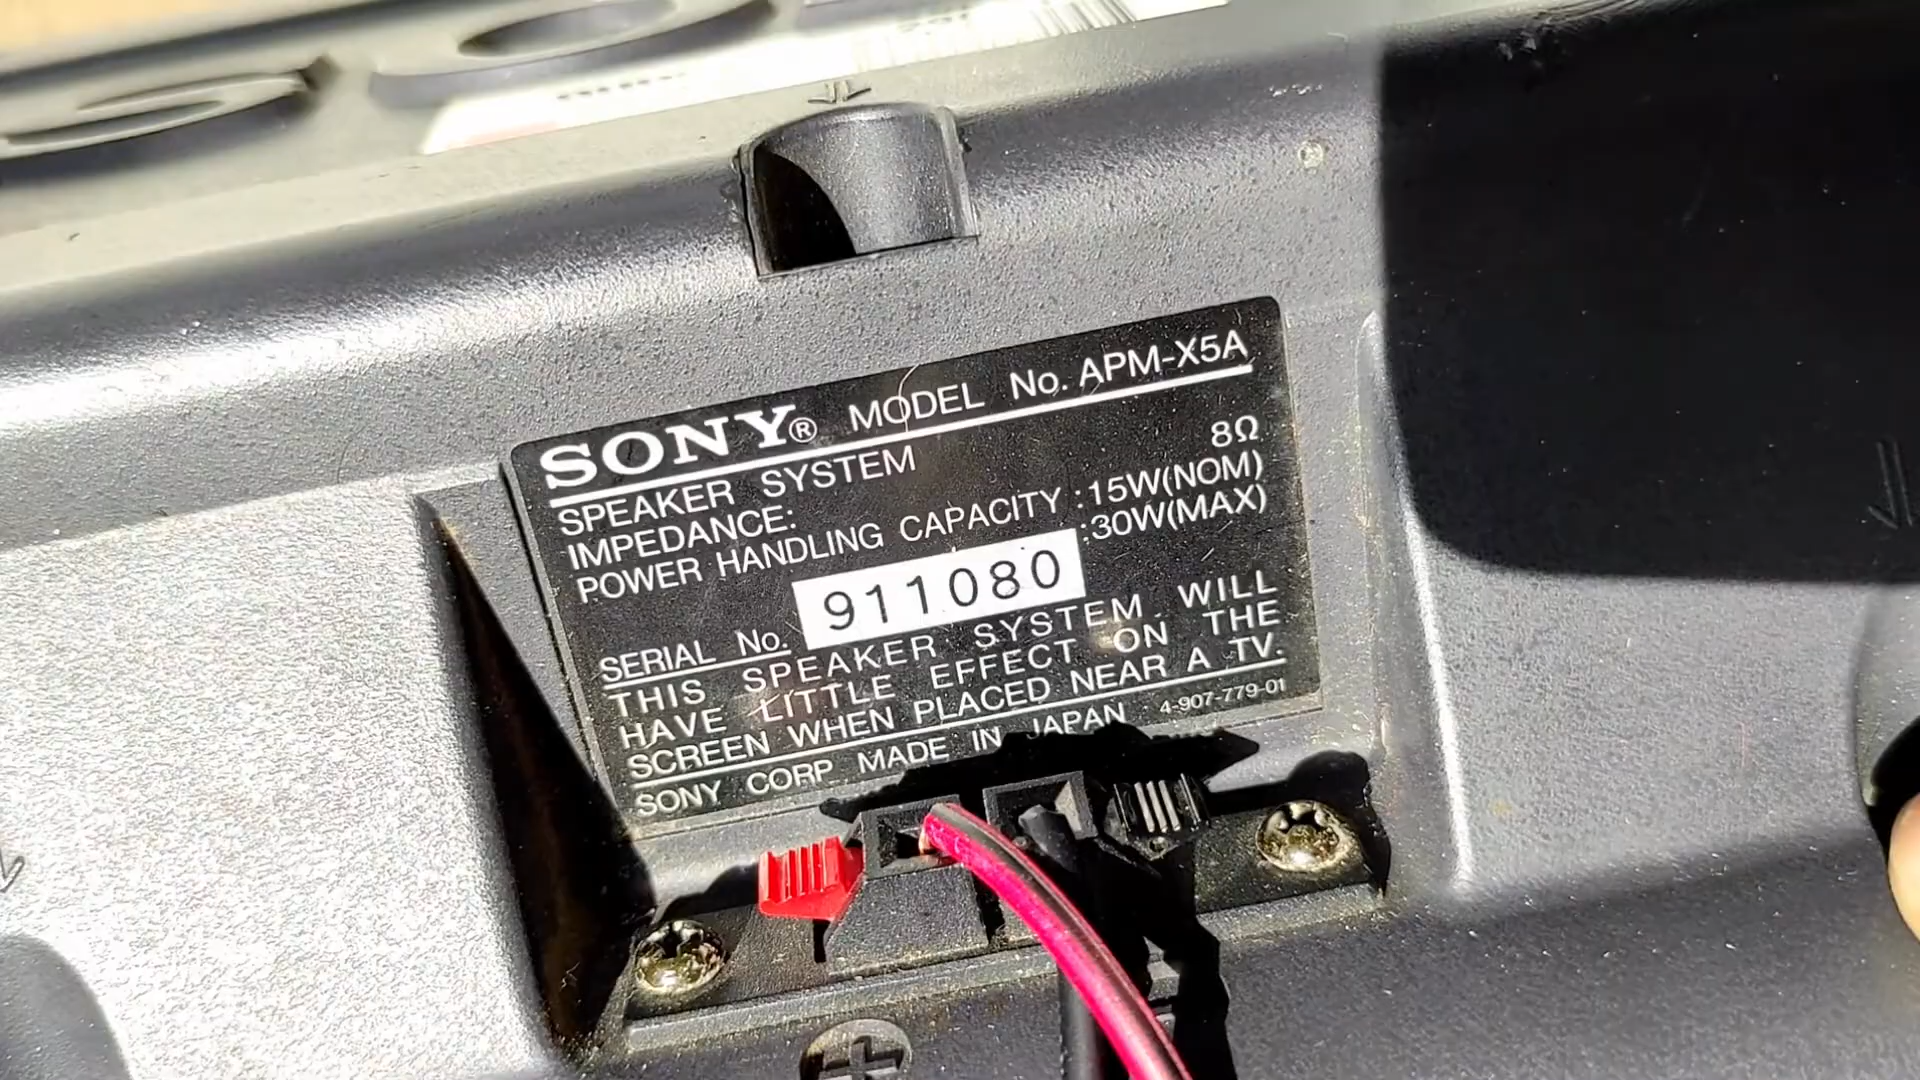 SONY® MODEL No. APM-X5A
SPEAKER SYSTEM
IMPEDANCE: 8Ω
POWER HANDLING CAPACITY : 15W(NOM)
:30W(MAX)
SERIAL No. 911080
THIS SPEAKER SYSTEM WILL
HAVE LITTLE EFFECT ON THE
SCREEN WHEN PLACED NEAR A TV.
SONY CORP MADE IN JAPAN 4-907-779-01